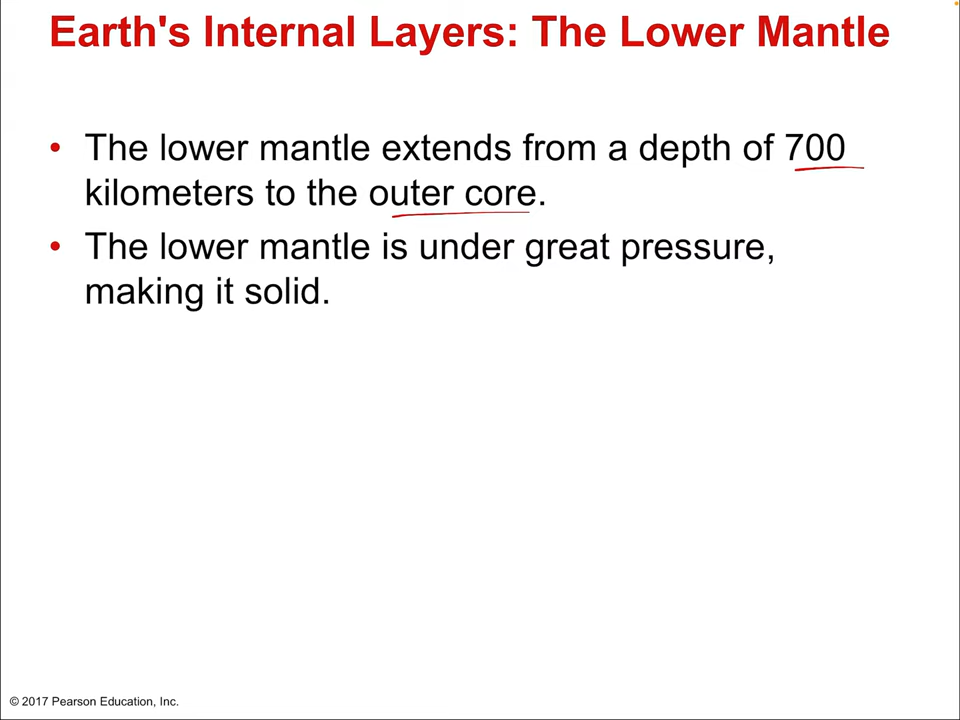 Earth's Internal Layers: The Lower Mantle
• The lower mantle extends from a depth of 700
kilometers to the outer core.
• The lower mantle is under great pressure,
making it solid.
© 2017 Pearson Education, Inc.